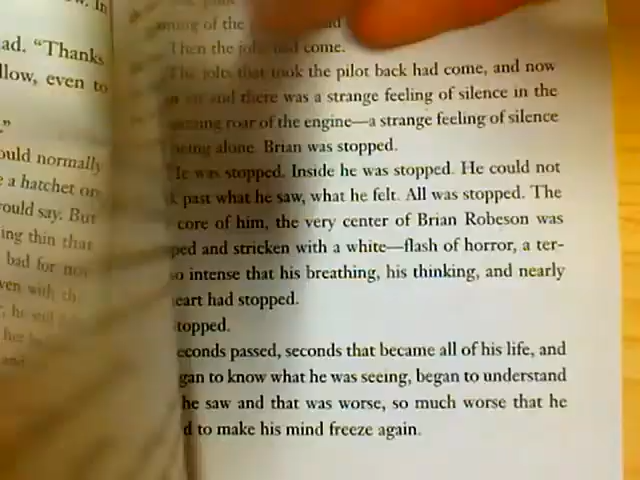 ad. "Thanks
llow, even to
"
ould normally
e a hatchet or
ould say. But
ing thin that
bad for
ven with
of the
Then the come.
The jolts that took the pilot back had come, and now
and there was a strange feeling of silence in the
roar of the engine—a strange feeling of silence
being alone. Brian was stopped.
He was stopped. Inside he was stopped. He could not
k past what he saw, what he felt. All was stopped. The
core of him, the very center of Brian Robeson was
ped and stricken with a white—flash of horror, a ter-
so intense that his breathing, his thinking, and nearly
eart had stopped.
topped.
econds passed, seconds that became all of his life, and
gan to know what he was seeing, began to understand
he saw and that was worse, so much worse that he
d to make his mind freeze again.